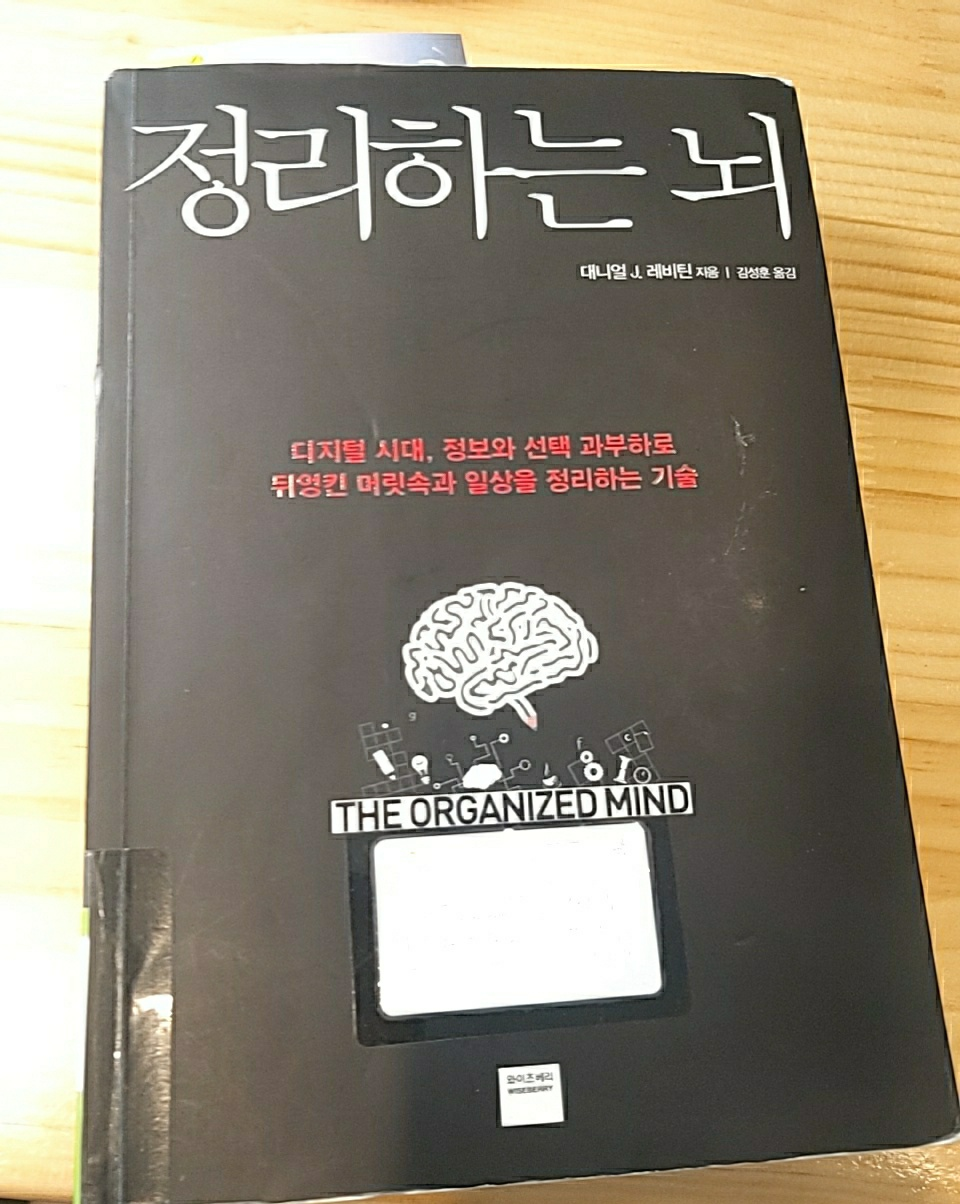 정리하는 뇌
대니얼 J. 레비틴 지음 | 김성훈 옮김
디지털 시대, 정보와 선택 과부하로
뒤엉킨 머릿속과 일상을 정리하는 기술
THE ORGANIZED MIND
와이즈베리
WISEBERRY